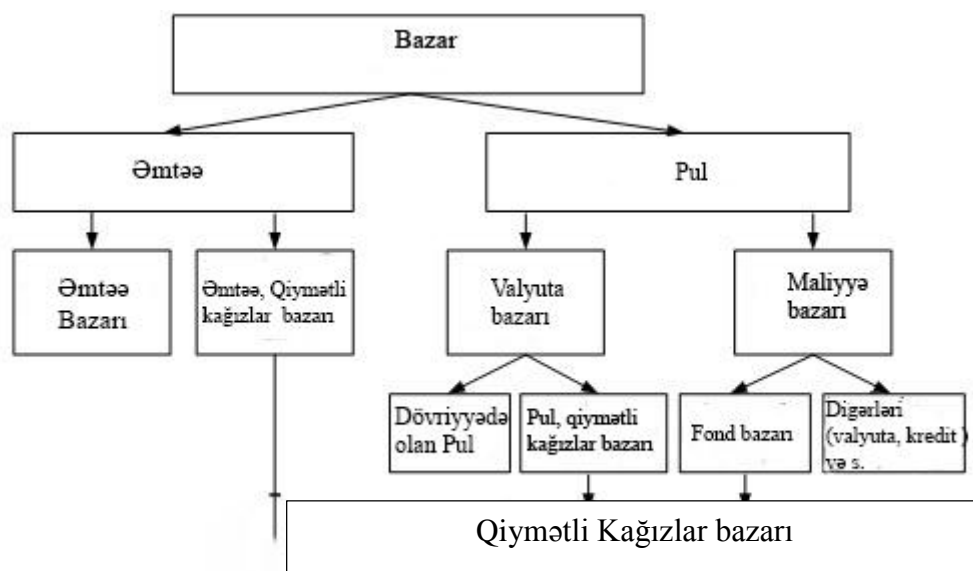 Bazar
Əmtəə
Pul
Əmtəə
Bazarı
Əmtəə, Qiymətli
kağızlar bazarı
Valyuta
bazarı
Maliyyə
bazarı
Dövriyyədə
olan Pul
Pul, qiymətli
kağızlar bazarı
Fond bazarı
Digərləri
(valyuta, kredit )
və s.
Qiymətli Kağızlar bazarı